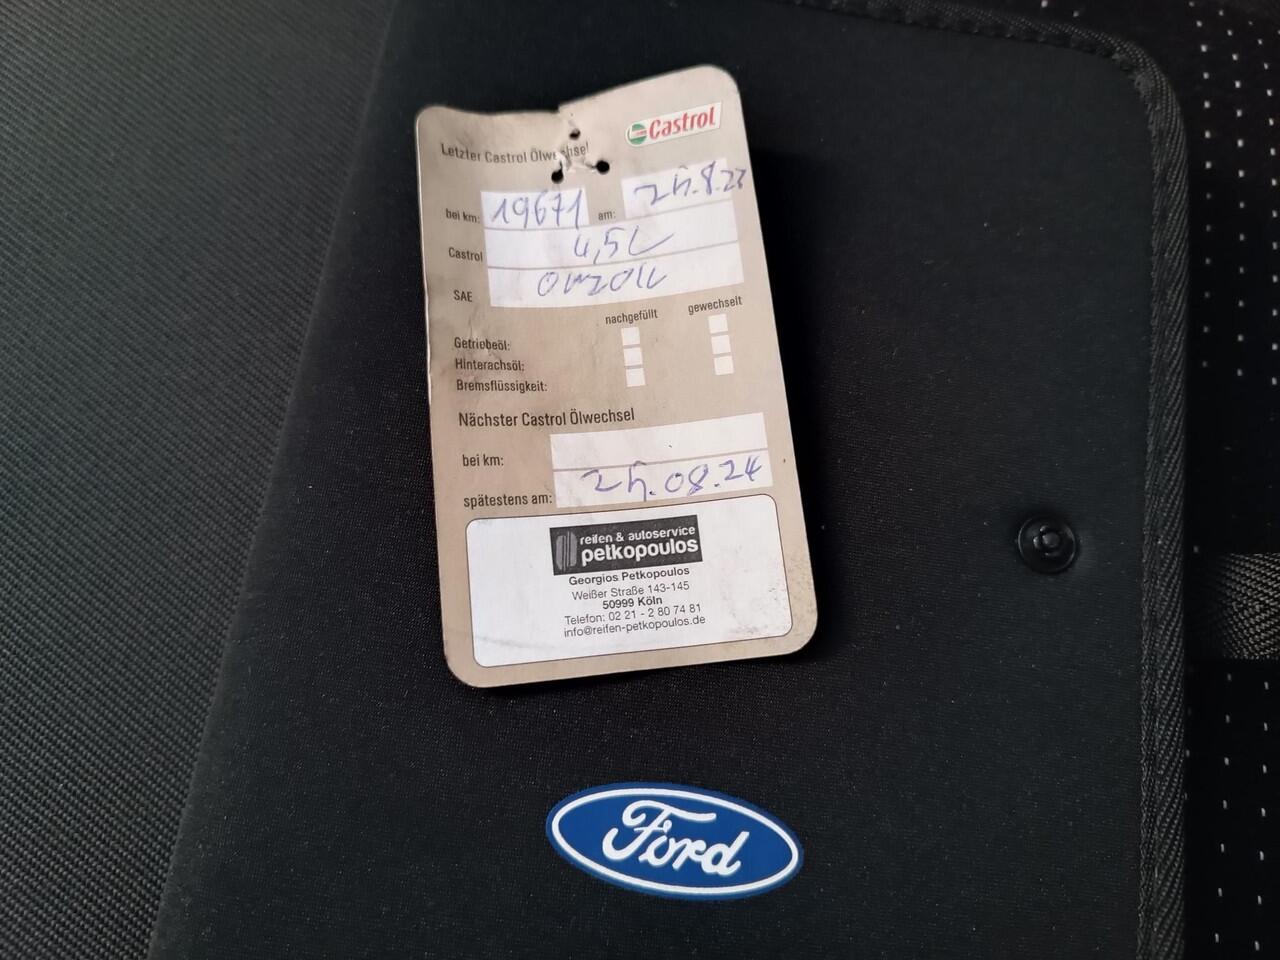 Castrol
Letzter Castrol Ölwechsel
bei km: 19671 am: 25.8.23
Castrol 4,5L
SAE 0W20
nachgefüllt gewechselt
Getriebeöl:
Hinterachsöl:
Bremsflüssigkeit:
Nächster Castrol Ölwechsel
bei km:
spätestens am: 25.08.24
reifen & autoservice
petkopoulos
Georgios Petkopoulos
Weißer Straße 143-145
50999 Köln
Telefon: 02 21 - 2 80 74 81
info@reifen-petkopoulos.de
Ford